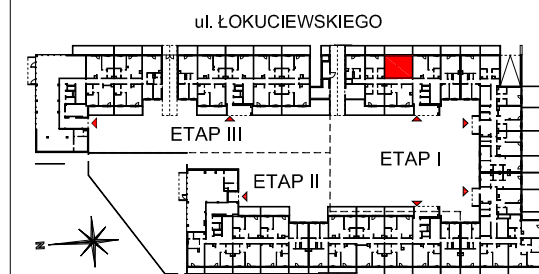 ul. ŁOKUCIEWSKIEGO
ETAP III
ETAP I
ETAP II
N